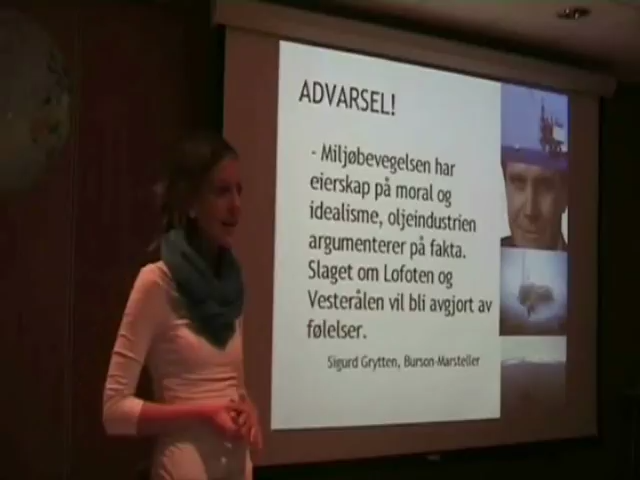 ADVARSEL!
- Miljøbevegelsen har
eierskap på moral og
idealisme, oljeindustrien
argumenterer på fakta.
Slaget om Lofoten og
Vesterålen vil bli avgjort av
følelser.
Sigurd Grytten, Burson-Marsteller